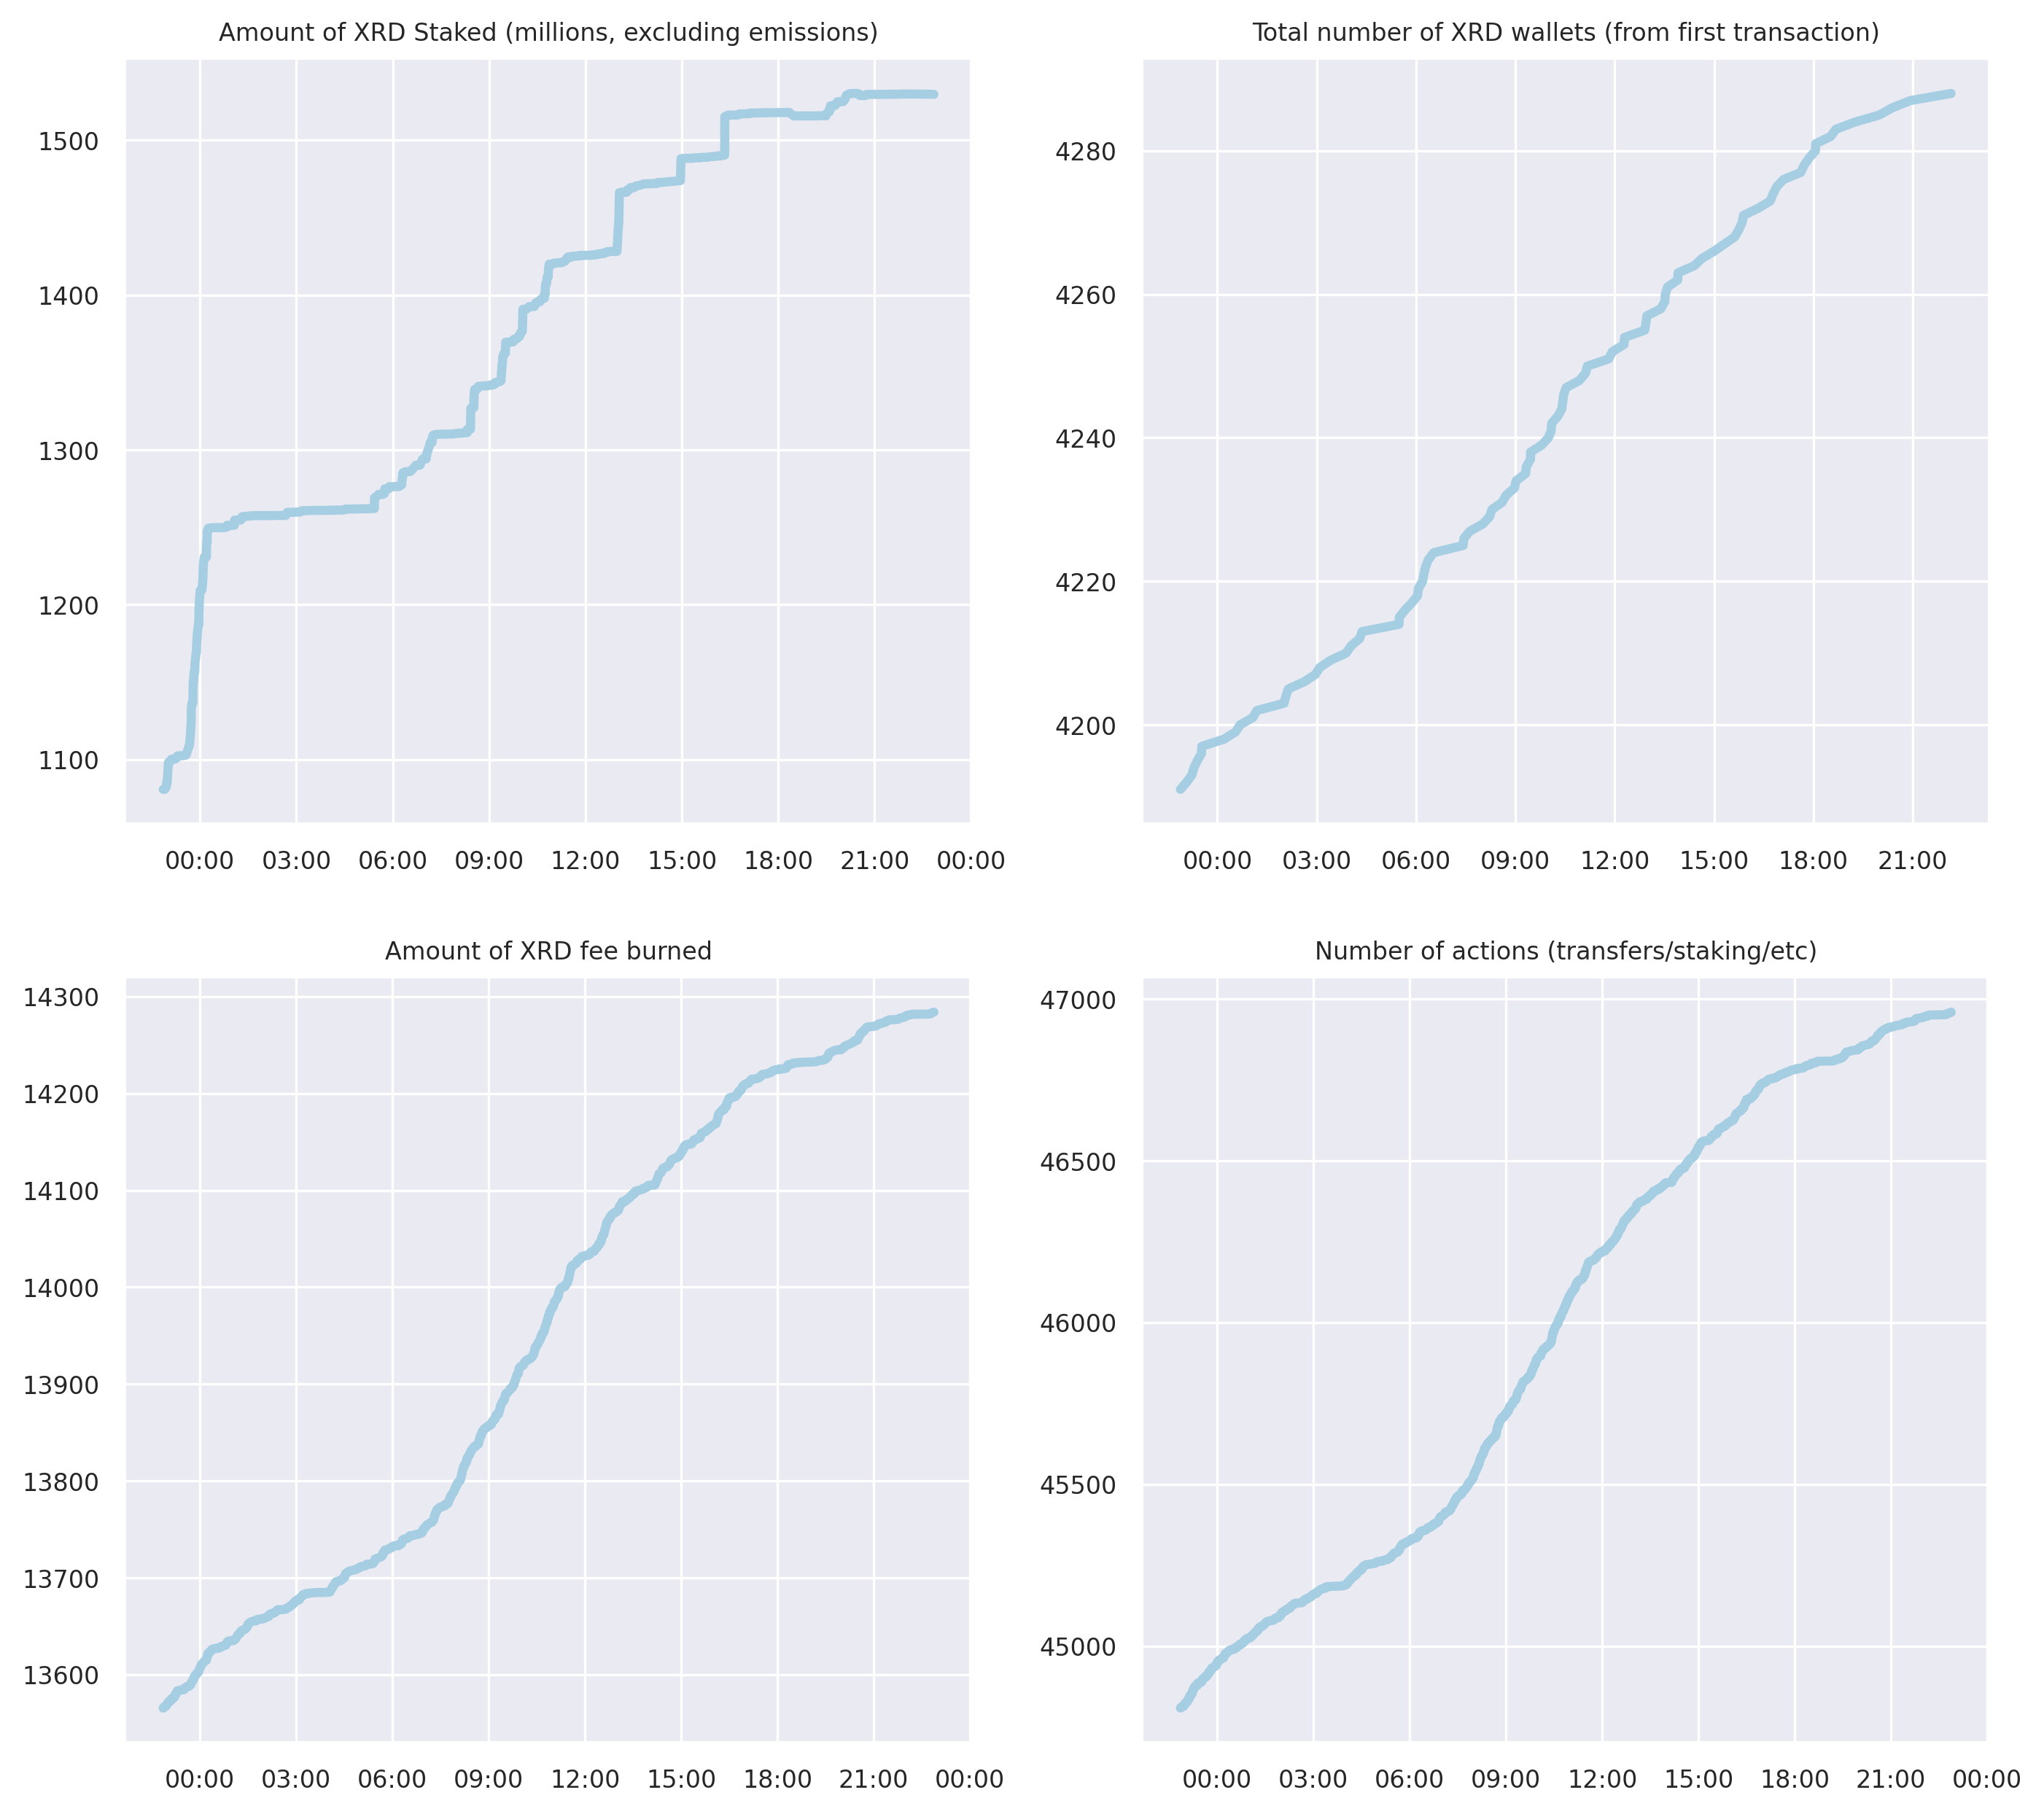 Amount of XRD Staked (millions, excluding emissions)
1500
1400
1300
1200
1100
00:00 03:00 06:00 09:00 12:00 15:00 18:00 21:00 00:00
Total number of XRD wallets (from first transaction)
4280
4260
4240
4220
4200
00:00 03:00 06:00 09:00 12:00 15:00 18:00 21:00
Amount of XRD fee burned
14300
14200
14100
14000
13900
13800
13700
13600
00:00 03:00 06:00 09:00 12:00 15:00 18:00 21:00 00:00
Number of actions (transfers/staking/etc)
47000
46500
46000
45500
45000
00:00 03:00 06:00 09:00 12:00 15:00 18:00 21:00 00:00